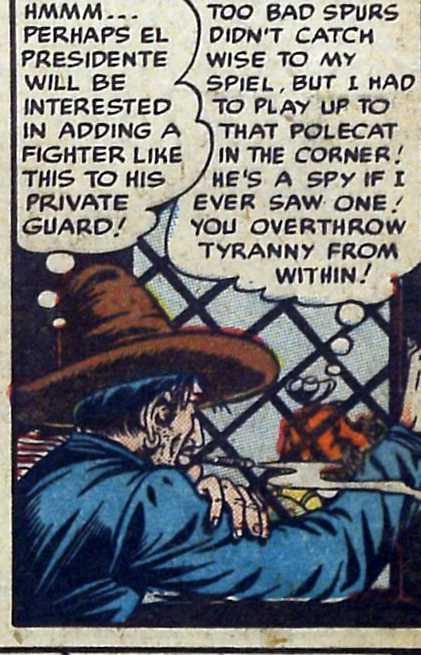 HMMM...
PERHAPS EL
PRESIDENTE
WILL BE
INTERESTED
IN ADDING A
FIGHTER LIKE
THIS TO HIS
PRIVATE
GUARD!
TOO BAD SPURS
DIDN'T CATCH
WISE TO MY
SPIEL, BUT I HAD
TO PLAY UP TO
THAT POLECAT
IN THE CORNER!
HE'S A SPY IF I
EVER SAW ONE!
YOU OVERTHROW
TYRANNY FROM
WITHIN!